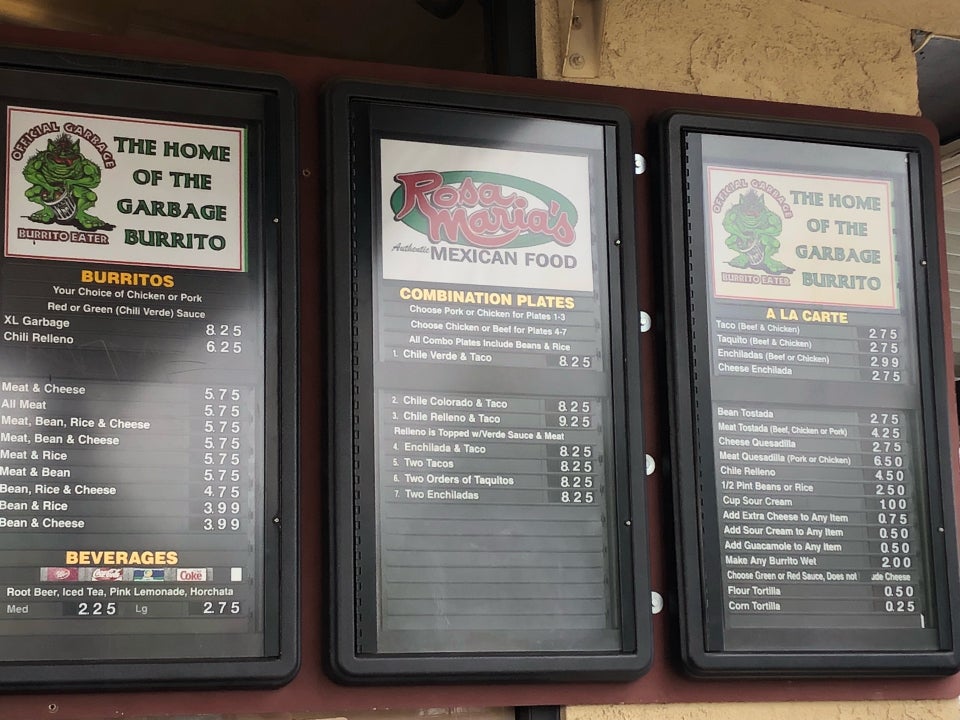 OFFICIAL GARBAGE
BURRITO EATER
THE HOME
OF THE
GARBAGE
BURRITO
BURRITOS
Your Choice of Chicken or Pork
Red or Green (Chili Verde) Sauce
XL Garbage 8.25
Chili Relleno 6.25
Meat & Cheese 5.75
All Meat 5.75
Meat, Bean, Rice & Cheese 5.75
Meat, Bean & Cheese 5.75
Meat & Rice 5.75
Meat & Bean 5.75
Bean, Rice & Cheese 4.75
Bean & Rice 3.99
Bean & Cheese 3.99
BEVERAGES
Coca-Cola Coke
Root Beer, Iced Tea, Pink Lemonade, Horchata
Med 2.25 Lg 2.75
Rosa Maria's
Authentic MEXICAN FOOD
COMBINATION PLATES
Choose Pork or Chicken for Plates 1-3
Choose Chicken or Beef for Plates 4-7
All Combo Plates Include Beans & Rice
1. Chile Verde & Taco 8.25
2. Chile Colorado & Taco 8.25
3. Chile Relleno & Taco 9.25
Relleno is Topped w/Verde Sauce & Meat
4. Enchilada & Taco 8.25
5. Two Tacos 8.25
6. Two Orders of Taquitos 8.25
7. Two Enchiladas 8.25
OFFICIAL GARBAGE
BURRITO EATER
THE HOME
OF THE
GARBAGE
BURRITO
A LA CARTE
Taco (Beef & Chicken) 2.75
Taquito (Beef & Chicken) 2.75
Enchiladas (Beef or Chicken) 2.99
Cheese Enchilada 2.75
Bean Tostada 2.75
Meat Tostada (Beef, Chicken or Pork) 4.25
Cheese Quesadilla 2.75
Meat Quesadilla (Pork or Chicken) 6.50
Chile Relleno 4.50
1/2 Pint Beans or Rice 2.50
Cup Sour Cream 1.00
Add Extra Cheese to Any Item 0.75
Add Sour Cream to Any Item 0.50
Add Guacamole to Any Item 0.50
Make Any Burrito Wet 2.00
Choose Green or Red Sauce, Does not ude Cheese
Flour Tortilla 0.50
Corn Tortilla 0.25